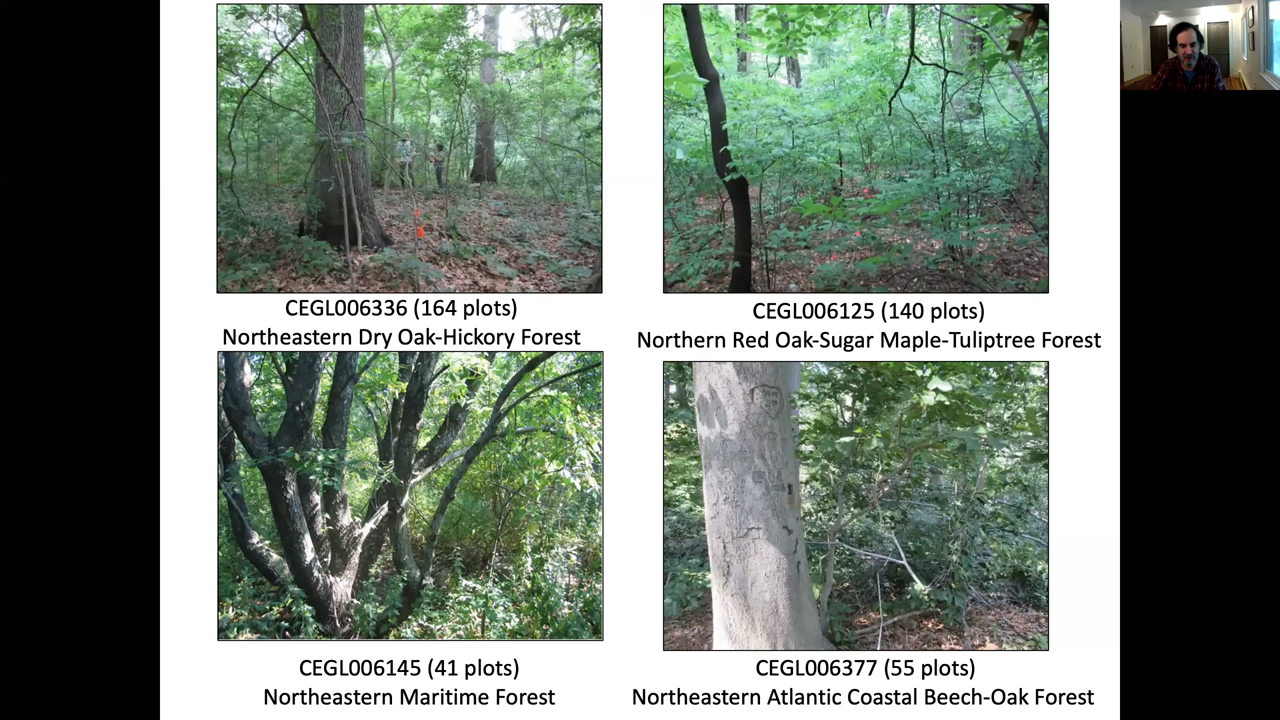 CEGL006336 (164 plots)
Northeastern Dry Oak-Hickory Forest
CEGL006125 (140 plots)
Northern Red Oak-Sugar Maple-Tuliptree Forest
CEGL006145 (41 plots)
Northeastern Maritime Forest
CEGL006377 (55 plots)
Northeastern Atlantic Coastal Beech-Oak Forest